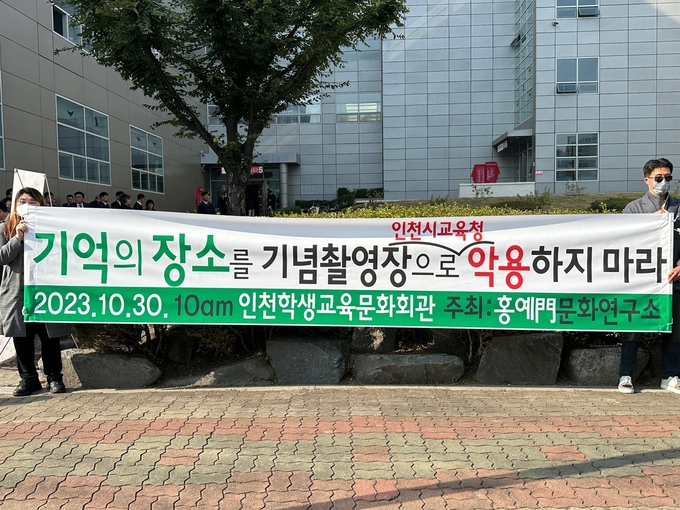 인천시교육청
기억의 장소를 기념촬영장으로 악용하지 마라
2023.10.30. 10am 인천학생교육문화회관 주최:홍예門문화연구소